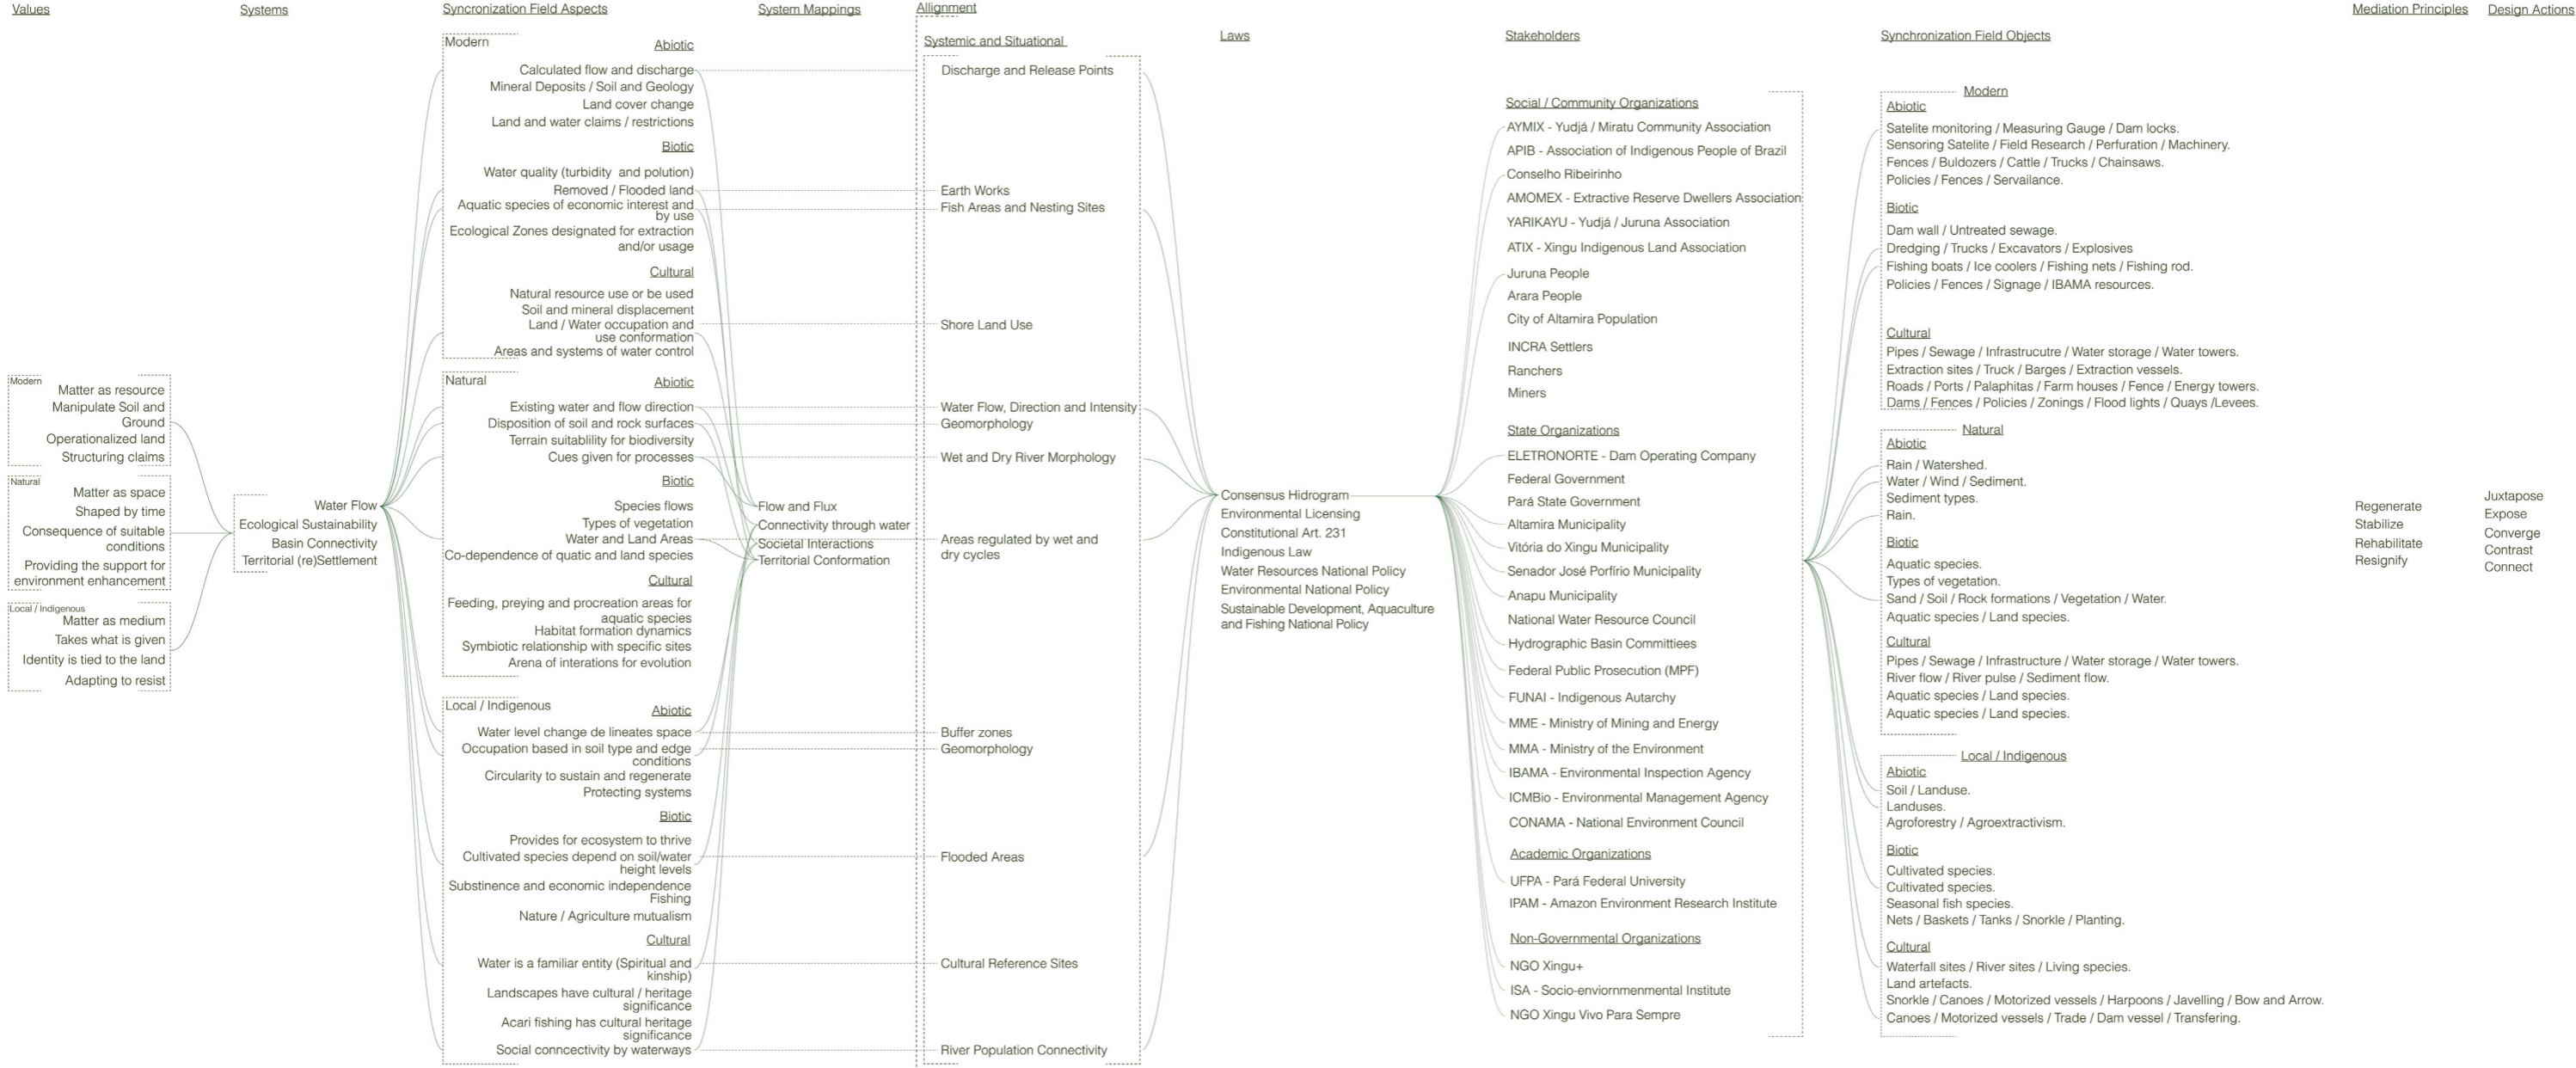 Values
Modern
Matter as resource
Manipulate Soil and
Ground
Operationalized land
Structuring claims
Natural
Matter as space
Shaped by time
Consequence of suitable
conditions
Providing the support for
environment enhancement
Local / Indigenous
Matter as medium
Takes what is given
Identity is tied to the land
Adapting to resist
Systems
Water Flow
Ecological Sustainability
Basin Connectivity
Territorial (re)Settlement
Syncronization Field Aspects
Modern
Abiotic
Calculated flow and discharge
Mineral Deposits / Soil and Geology
Land cover change
Land and water claims / restrictions
Biotic
Water quality (turbidity and polution)
Removed / Flooded land
Aquatic species of economic interest and
by use
Ecological Zones designated for extraction
and/or usage
Cultural
Natural resource use or be used
Soil and mineral displacement
Land / Water occupation and
use conformation
Areas and systems of water control
Natural
Abiotic
Existing water and flow direction
Disposition of soil and rock surfaces
Terrain suitablility for biodiversity
Cues given for processes
Biotic
Species flows
Types of vegetation
Water and Land Areas
Co-dependence of quatic and land species
Cultural
Feeding, preying and procreation areas for
aquatic species
Habitat formation dynamics
Symbiotic relationship with specific sites
Arena of interations for evolution
Local / Indigenous
Abiotic
Water level change de lineates space
Occupation based in soil type and edge
conditions
Circularity to sustain and regenerate
Protecting systems
Biotic
Provides for ecosystem to thrive
Cultivated species depend on soil/water
height levels
Substinence and economic independence
Fishing
Nature / Agriculture mutualism
Cultural
Water is a familiar entity (Spiritual and
kinship)
Landscapes have cultural / heritage
significance
Acari fishing has cultural heritage
significance
Social conncectivity by waterways
System Mappings
Flow and Flux
Connectivity through water
Societal Interactions
Territorial Conformation
Allignment
Systemic and Situational
Discharge and Release Points
Earth Works
Fish Areas and Nesting Sites
Shore Land Use
Water Flow, Direction and Intensity
Geomorphology
Wet and Dry River Morphology
Areas regulated by wet and
dry cycles
Buffer zones
Geomorphology
Flooded Areas
Cultural Reference Sites
River Population Connectivity
Laws
Consensus Hidrogram
Environmental Licensing
Constitutional Art. 231
Indigenous Law
Water Resources National Policy
Environmental National Policy
Sustainable Development, Aquaculture
and Fishing National Policy
Stakeholders
Social / Community Organizations
AYMIX - Yudjá / Miratu Community Association
APIB - Association of Indigenous People of Brazil
Conselho Ribeirinho
AMOMEX - Extractive Reserve Dwellers Association
YARIKAYU - Yudjá / Juruna Association
ATIX - Xingu Indigenous Land Association
Juruna People
Arara People
City of Altamira Population
INCRA Settlers
Ranchers
Miners
State Organizations
ELETRONORTE - Dam Operating Company
Federal Government
Pará State Government
Altamira Municipality
Vitória do Xingu Municipality
Senador José Porfírio Municipality
Anapu Municipality
National Water Resource Council
Hydrographic Basin Committiees
Federal Public Prosecution (MPF)
FUNAI - Indigenous Autarchy
MME - Ministry of Mining and Energy
MMA - Ministry of the Environment
IBAMA - Environmental Inspection Agency
ICMBio - Environmental Management Agency
CONAMA - National Environment Council
Academic Organizations
UFPA - Pará Federal University
IPAM - Amazon Environment Research Institute
Non-Governmental Organizations
NGO Xingu+
ISA - Socio-enviornmenmental Institute
NGO Xingu Vivo Para Sempre
Synchronization Field Objects
Modern
Abiotic
Satelite monitoring / Measuring Gauge / Dam locks.
Sensoring Satelite / Field Research / Perfuration / Machinery.
Fences / Buldozers / Cattle / Trucks / Chainsaws.
Policies / Fences / Servailance.
Biotic
Dam wall / Untreated sewage.
Dredging / Trucks / Excavators / Explosives
Fishing boats / Ice coolers / Fishing nets / Fishing rod.
Policies / Fences / Signage / IBAMA resources.
Cultural
Pipes / Sewage / Infrastrucutre / Water storage / Water towers.
Extraction sites / Truck / Barges / Extraction vessels.
Roads / Ports / Palaphitas / Farm houses / Fence / Energy towers.
Dams / Fences / Policies / Zonings / Flood lights / Quays /Levees.
Natural
Abiotic
Rain / Watershed.
Water / Wind / Sediment.
Sediment types.
Rain.
Biotic
Aquatic species.
Types of vegetation.
Sand / Soil / Rock formations / Vegetation / Water.
Aquatic species / Land species.
Cultural
Pipes / Sewage / Infrastructure / Water storage / Water towers.
River flow / River pulse / Sediment flow.
Aquatic species / Land species.
Aquatic species / Land species.
Local / Indigenous
Abiotic
Soil / Landuse.
Landuses.
Agroforestry / Agroextractivism.
Biotic
Cultivated species.
Cultivated species.
Seasonal fish species.
Nets / Baskets / Tanks / Snorkle / Planting.
Cultural
Waterfall sites / River sites / Living species.
Land artefacts.
Snorkle / Canoes / Motorized vessels / Harpoons / Javelling / Bow and Arrow.
Canoes / Motorized vessels / Trade / Dam vessel / Transfering.
Mediation Principles
Regenerate
Stabilize
Rehabilitate
Resignify
Design Actions
Juxtapose
Expose
Converge
Contrast
Connect